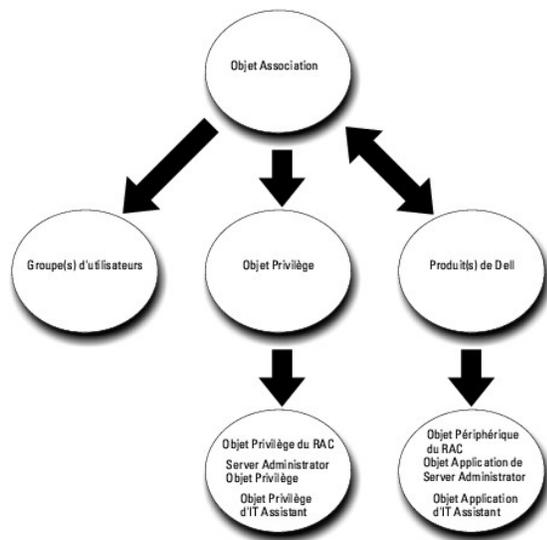 Objet Association
Groupe(s) d'utilisateurs
Objet Privilège
Produit(s) de Dell
Objet Privilège du RAC
Server Administrator
Objet Privilège
Objet Privilège
d'IT Assistant
Objet Périphérique
du RAC
Objet Application de
Server Administrator
Objet Application
d'IT Assistant